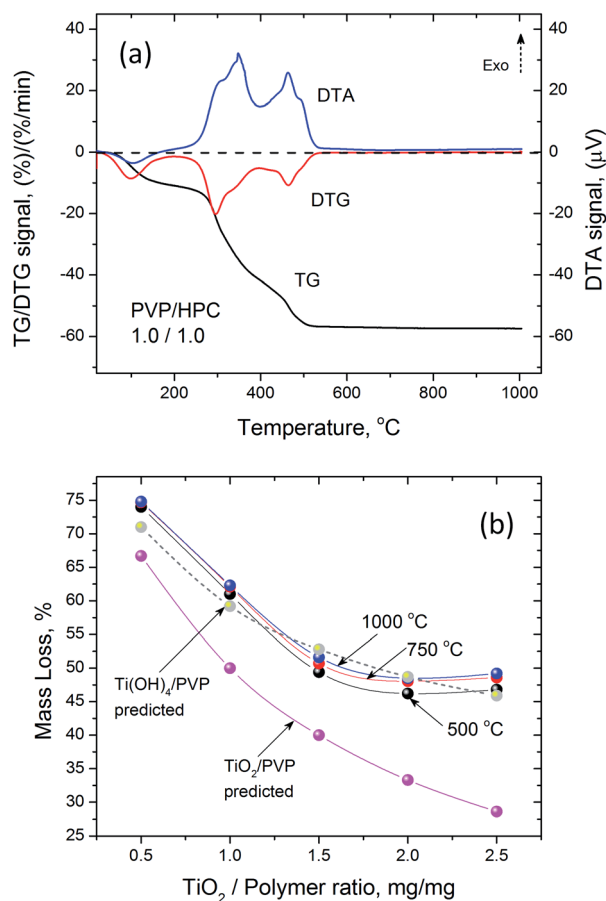 (a)
Exo
DTA
DTG
TG
PVP/HPC
1.0 / 1.0
TG/DTG signal, (%)/(%/min)
40
20
0
-20
-40
-60
DTA signal, (µV)
40
20
0
-20
-40
-60
200 400 600 800 1000
Temperature, °C
(b)
Mass Loss, %
75
70
65
60
55
50
45
40
35
30
25
1000 °C
750 °C
500 °C
Ti(OH)₄/PVP
predicted
TiO₂/PVP
predicted
0.5 1.0 1.5 2.0 2.5
TiO₂ / Polymer ratio, mg/mg